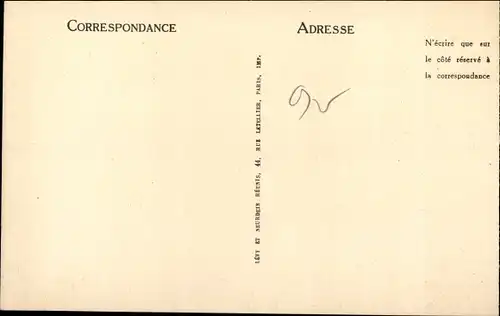 CORRESPONDANCE
ADRESSE
N'écrire que sur
le côté réservé à
la correspondance
LÉVY ET NEURDEIN RÉUNIS, 44, RUE LETELLIER, PARIS, IMP.